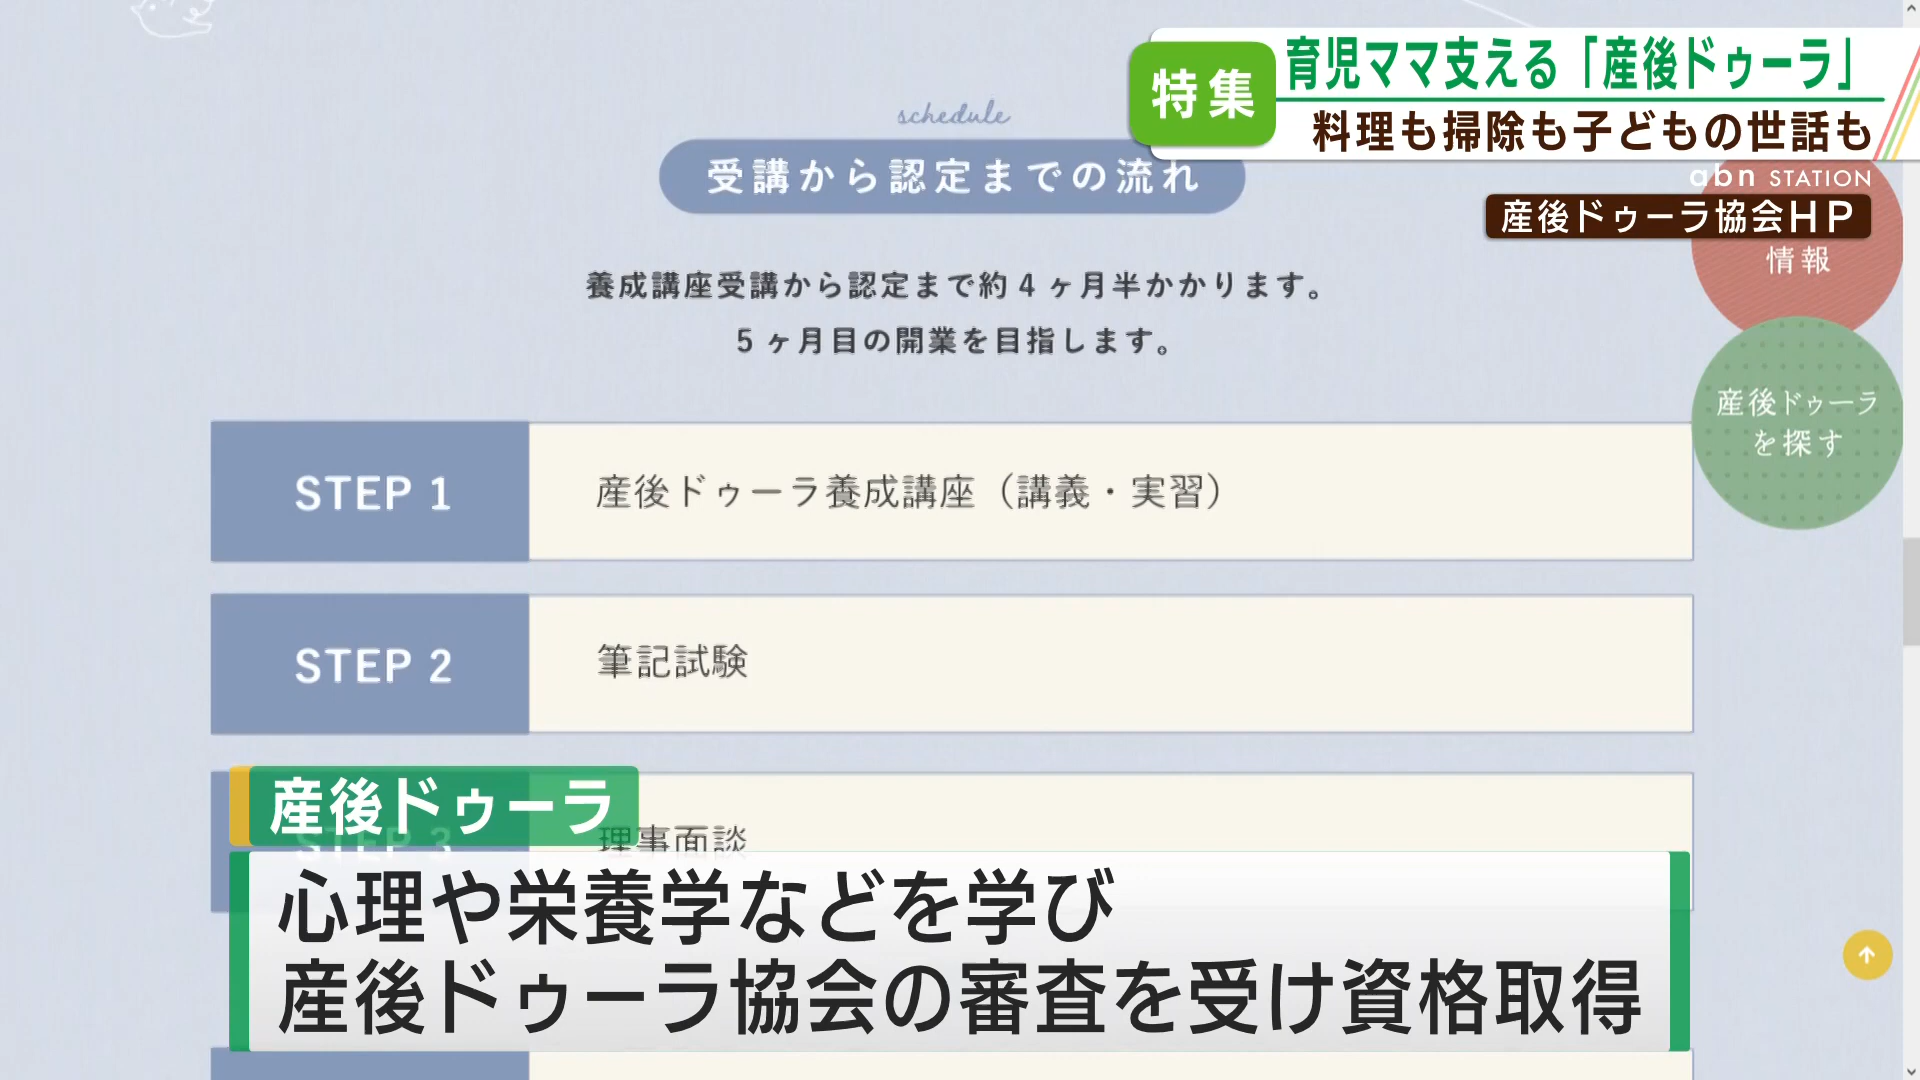 特集
育児ママ支える「産後ドゥーラ」
料理も掃除も子どもの世話も
abn STATION
産後ドゥーラ協会HP
情報
産後ドゥーラ
を探す
schedule
受講から認定までの流れ
養成講座受講から認定まで約4ヶ月半かかります。
5ヶ月目の開業を目指します。
STEP 1
産後ドゥーラ養成講座（講義・実習）
STEP 2
筆記試験
STEP 3
理事面談
産後ドゥーラ
心理や栄養学などを学び
産後ドゥーラ協会の審査を受け資格取得